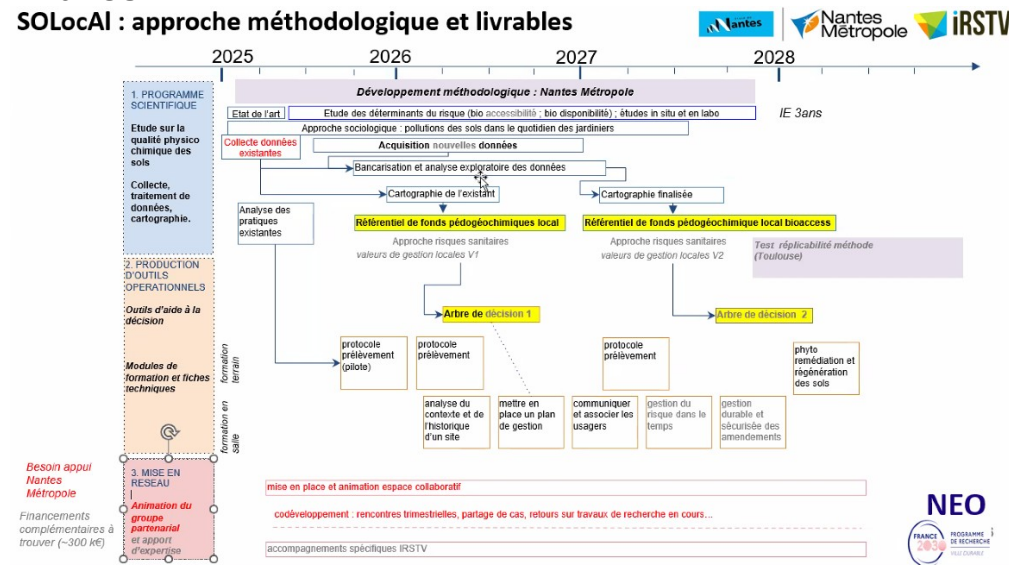 SOLocAl : approche méthodologique et livrables
Nantes
Nantes
Métropole
iRSTV
2025
2026
2027
2028
1. PROGRAMME
SCIENTIFIQUE
Etude sur la
qualité physico
chimique des
sols
Collecte,
traitement de
données,
cartographie.
Développement méthodologique : Nantes Métropole
Etat de l'art
Etude des déterminants du risque (bio accessibilité ; bio disponibilité) ; études in situ et en labo
IE 3ans
Approche sociologique : pollutions des sols dans le quotidien des jardiniers
Collecte données
existantes
Acquisition nouvelles données
Bancarisation et analyse exploratoire des données
Cartographie de l'existant
Cartographie finalisée
Analyse des
pratiques
existantes
Référentiel de fonds pédogéochimiques local
Référentiel de fonds pédogéochimique local bioaccess
Approche risques sanitaires
valeurs de gestion locales V1
Approche risques sanitaires
valeurs de gestion locales V2
Test réplicabilité méthode
(Toulouse)
2. PRODUCTION
D'OUTILS
OPERATIONNELS
Outils d'aide à la
décision
Modules de
formation et fiches
techniques
Arbre de décision 1
Arbre de décision 2
formation
terrain
protocole
prélèvement
(pilote)
protocole
prélèvement
protocole
prélèvement
phyto
remédiation et
régénération
des sols
formation en
salle
analyse du
contexte et de
l'historique
d'un site
mettre en
place un plan
de gestion
communiquer
et associer les
usagers
gestion du
risque dans le
temps
gestion
durable et
sécurisée des
amendements
Besoin appui
Nantes
Métropole
Financements
complémentaires à
trouver (~300 k€)
3. MISE EN
RESEAU
Animation du
groupe
partenarial
et apport
d'expertise
mise en place et animation espace collaboratif
codéveloppement : rencontres trimestrielles, partage de cas, retours sur travaux de recherche en cours...
accompagnements spécifiques IRSTV
NEO
FRANCE
2030
PROGRAMME
DE RECHERCHE
VILLE DURABLE